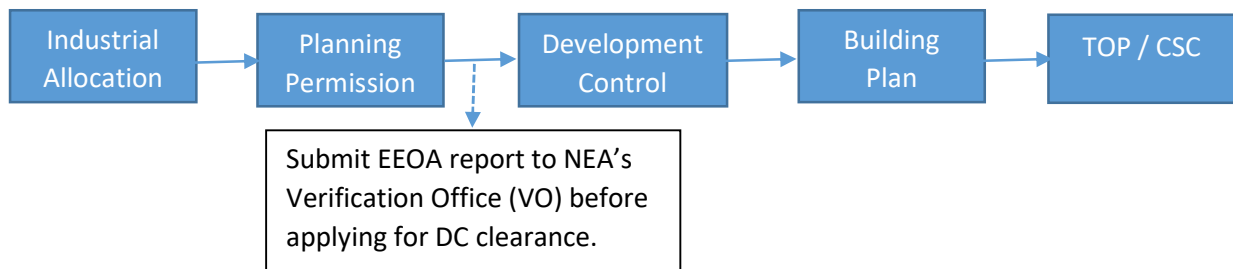 Industrial
Allocation
Planning
Permission
Development
Control
Building
Plan
TOP / CSC
Submit EEOA report to NEA’s
Verification Office (VO) before
applying for DC clearance.